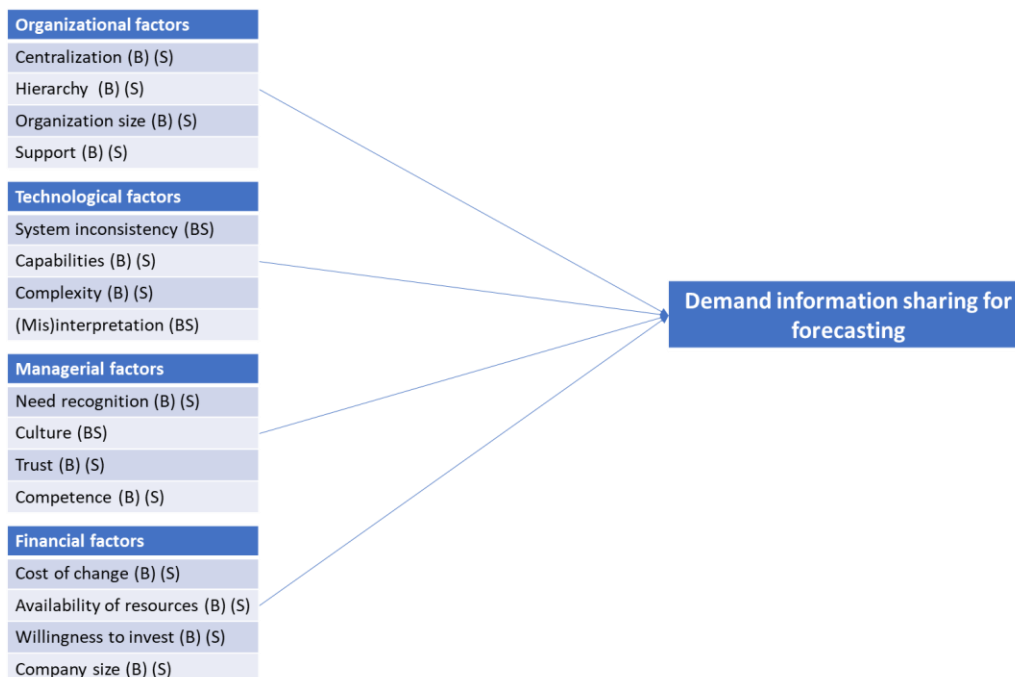 Organizational factors
Centralization (B) (S)
Hierarchy (B) (S)
Organization size (B) (S)
Support (B) (S)
Technological factors
System inconsistency (BS)
Capabilities (B) (S)
Complexity (B) (S)
(Mis)interpretation (BS)
Managerial factors
Need recognition (B) (S)
Culture (BS)
Trust (B) (S)
Competence (B) (S)
Financial factors
Cost of change (B) (S)
Availability of resources (B) (S)
Willingness to invest (B) (S)
Company size (B) (S)
Demand information sharing for
forecasting